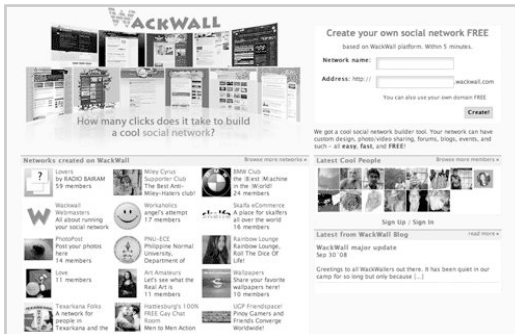 WACKWALL
How many clicks does it take to build
a cool social network?
Create your own social network FREE
based on WackWall platform. Within 5 minutes.
Network name:
Address: http://
.wackwall.com
You can also use your own domain FREE
Create!
We got a cool social network builder tool. Your network can have
custom design, photo/video sharing, forums, blogs, events, and
such - all easy, fast, and FREE!
Networks created on WackWall
Browse more networks »
Lovers
by RADIO BAIRAM
59 members
Miley Cyrus
Supporter Club
The Best Anti-
Miley-Haters club!
BMW Club
the (B)est (M)achine
in the (W)orld!
24 members
Wackwall
Webmasters
All about running
your social network
Workaholics
angel's attempt
17 members
Skalfa eCommerce
A place for skalfers
all over the world
16 members
PhotoPost
Post your photos
here
14 members
PNU-ECE
Philippine Normal
University,
Department of
Rainbow Lounge
Rainbow Lounge,
Roll The Dice Of
Life!
Love
11 members
Art Amateurs
Let's see what the
Real Art is
11 members
Wallpapers
Share your favorite
wallpapers here!
10 members
Texarkana Folks
A network for
people in
Texarkana and the
Hattiesburg's 100%
FREE Gay Chat
Room
Men to Men Action
UGF Friendspace!
Pinoy Gamers and
Friends Converge
Worldwide!
Latest Cool People
Browse more members »
Sign Up / Sign In
Latest from WackWall Blog
read more »
WackWall major update
Sep 30 '08
Greetings to all WackWallers out there. It has been quiet in our
camp for so long but only because [...]